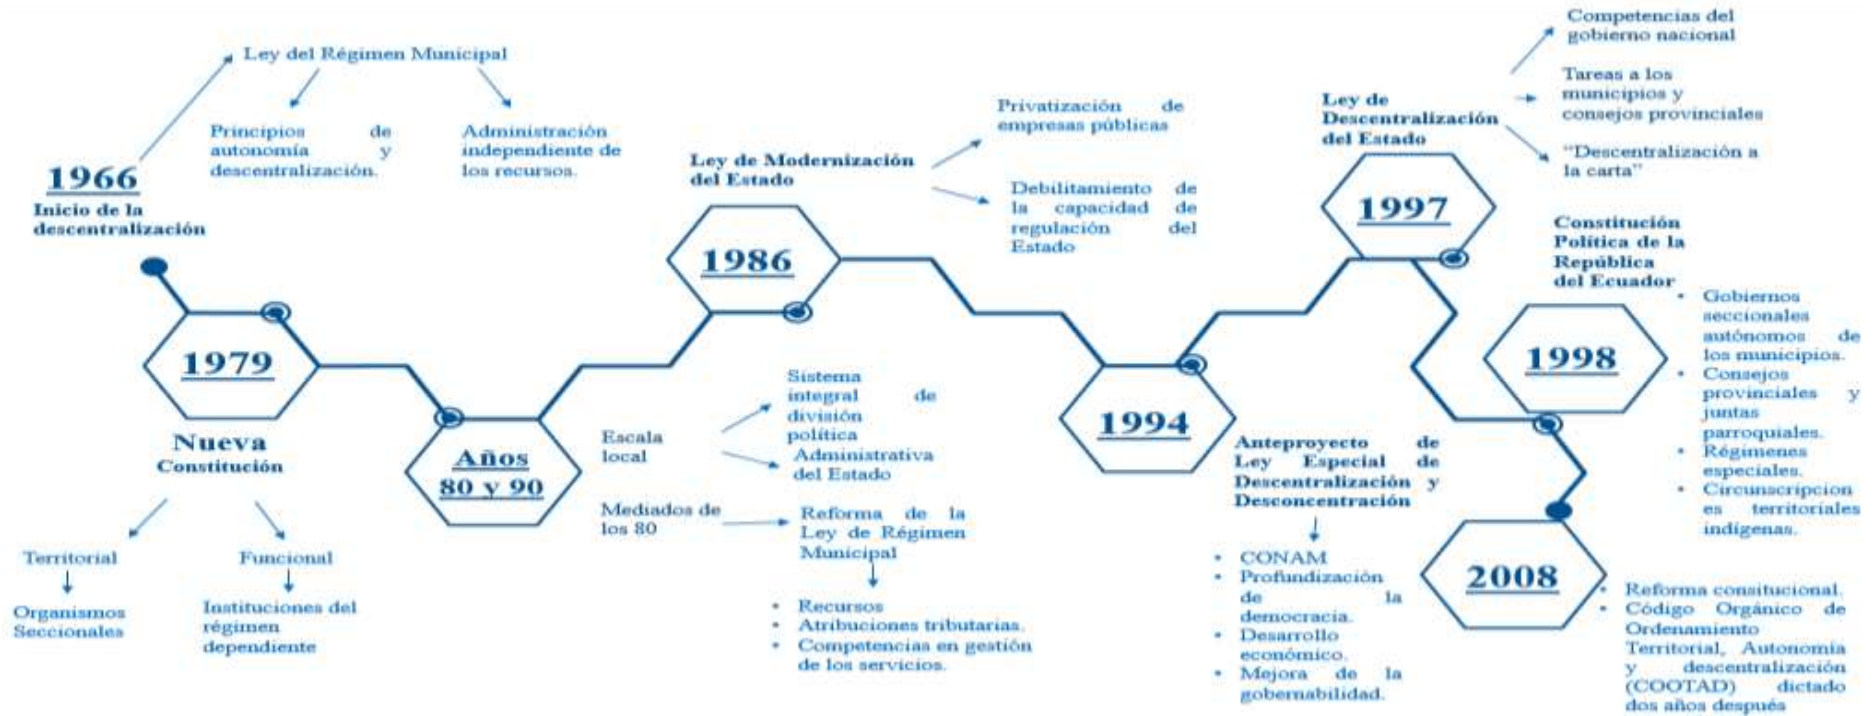 1966
Inicio de la
descentralización
Ley del Régimen Municipal
Principios de
autonomía y
descentralización.
Administración
independiente de
los recursos.
1979
Nueva
Constitución
Territorial
Organismos
Seccionales
Funcional
Instituciones del
régimen
dependiente
Años
80 y 90
Escala
local
Sistema
integral de
división
política
Administrativa
del Estado
Mediados de
los 80
Reforma de la
Ley de Régimen
Municipal
• Recursos
• Atribuciones tributarias.
• Competencias en gestión
de los servicios.
Ley de Modernización
del Estado
1986
Privatización de
empresas públicas
Debilitamiento de
la capacidad de
regulación del
Estado
1994
Anteproyecto de
Ley Especial de
Descentralización y
Desconcentración
• CONAM
• Profundización
de la
democracia.
• Desarrollo
económico.
• Mejora de la
gobernabilidad.
Ley de
Descentralización
del Estado
1997
Competencias del
gobierno nacional
Tareas a los
municipios y
consejos provinciales
"Descentralización a
la carta"
Constitución
Política de la
República
del Ecuador
1998
• Gobiernos
seccionales
autónomos de
los municipios.
• Consejos
provinciales y
juntas
parroquiales.
• Régimenes
especiales.
• Circunscripcion
es territoriales
indígenas.
2008
• Reforma consitucional.
• Código Orgánico de
Ordenamiento
Territorial, Autonomía
y descentralización
(COOTAD) dictado
dos años después